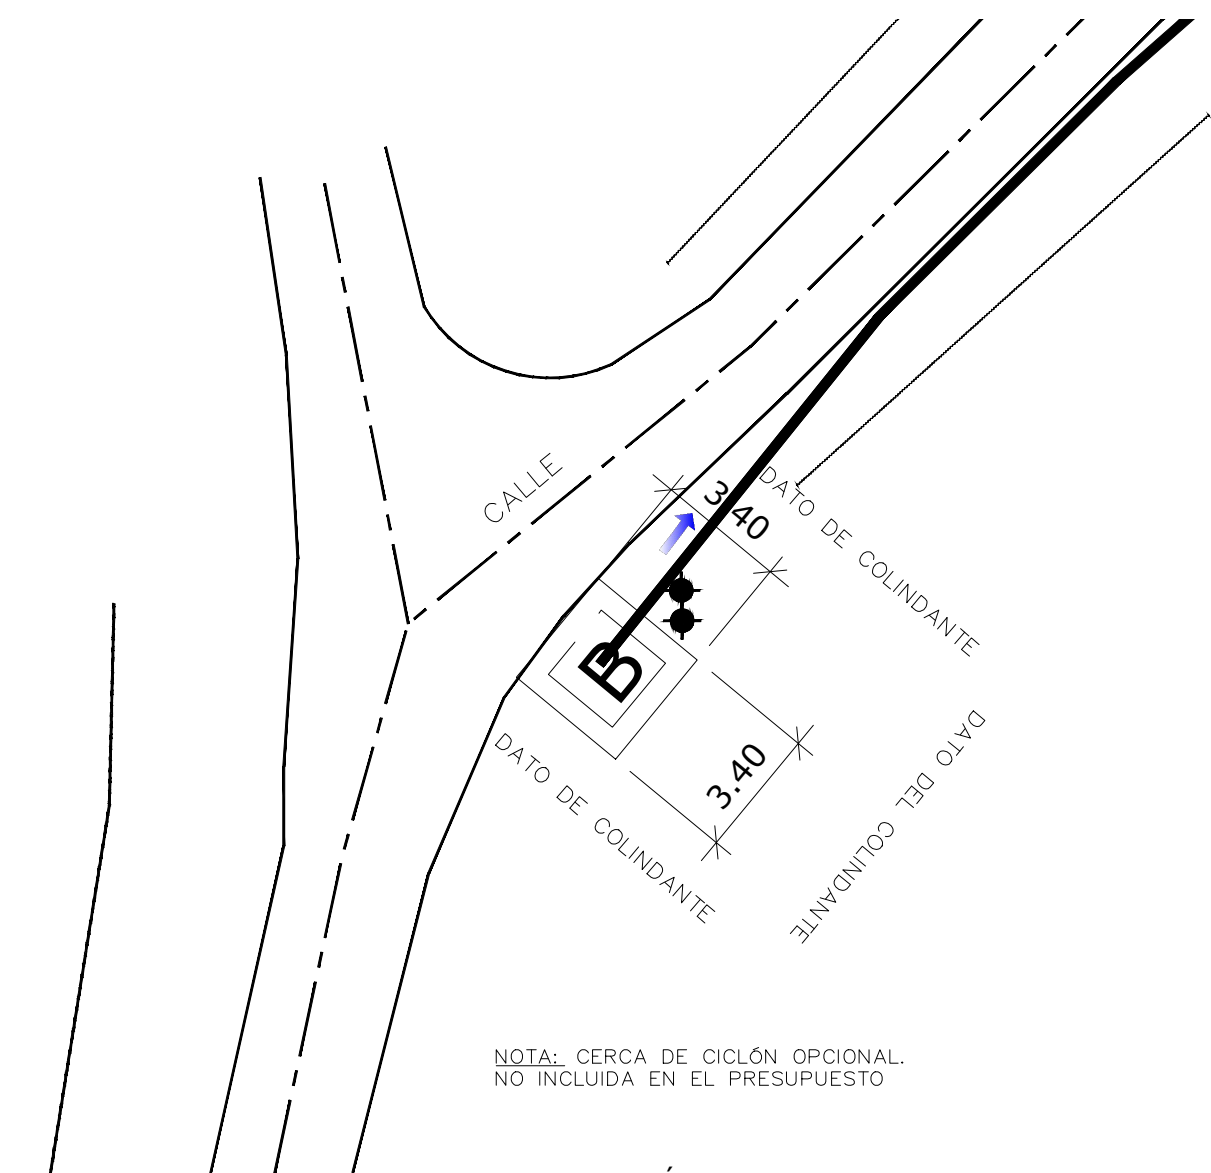 CALLE
3.40
DATO DE COLINDANTE
B
3.40
DATO DEL COLINDANTE
DATO DE COLINDANTE
NOTA: CERCA DE CICLÓN OPCIONAL.
NO INCLUIDA EN EL PRESUPUESTO